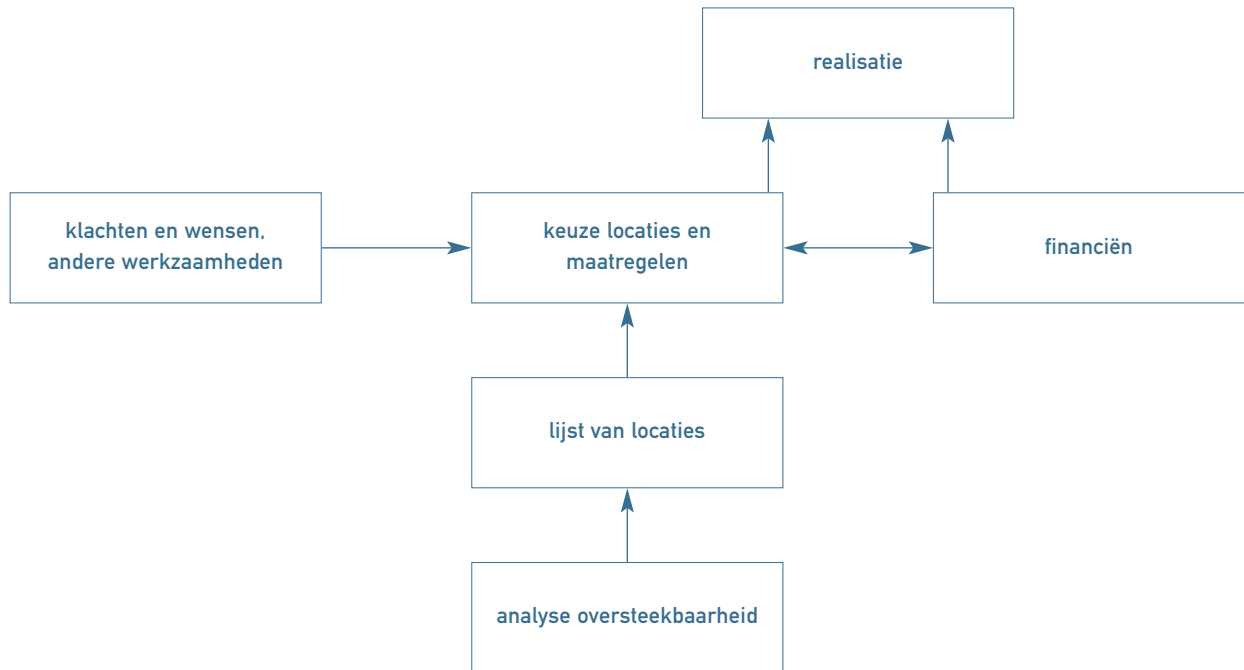 realisatie
klachten en wensen,
andere werkzaamheden
keuze locaties en
maatregelen
financiën
lijst van locaties
analyse oversteekbaarheid